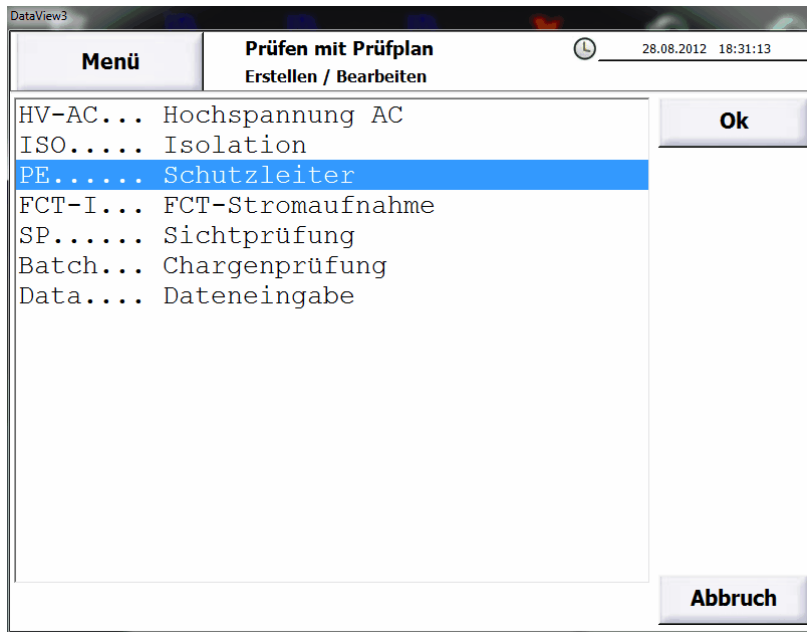 DataView3
Menü
Prüfen mit Prüfplan
Erstellen / Bearbeiten
28.08.2012 18:31:13
HV-AC... Hochspannung AC
ISO..... Isolation
PE...... Schutzleiter
FCT-I... FCT-Stromaufnahme
SP...... Sichtprüfung
Batch... Chargenprüfung
Data.... Dateneingabe
Ok
Abbruch